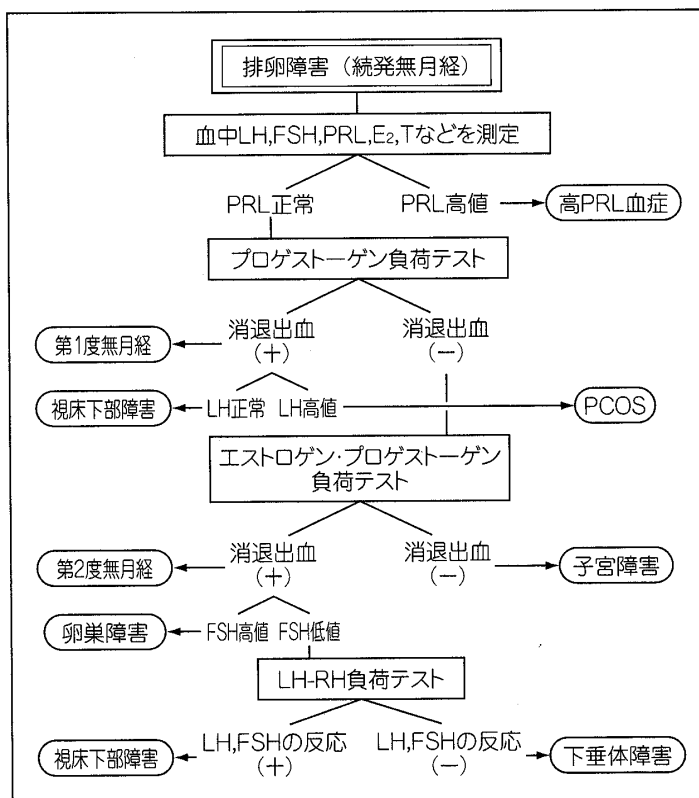 排卵障害（続発無月経）
血中LH,FSH,PRL,E₂,Tなどを測定
PRL正常 PRL高値 高PRL血症
プロゲストーゲン負荷テスト
第1度無月経 消退出血（＋） 消退出血（－）
視床下部障害 LH正常 LH高値 PCOS
エストロゲン・プロゲストーゲン
負荷テスト
第2度無月経 消退出血（＋） 消退出血（－） 子宮障害
卵巣障害 FSH高値 FSH低値
LH-RH負荷テスト
視床下部障害 LH,FSHの反応（＋） LH,FSHの反応（－） 下垂体障害